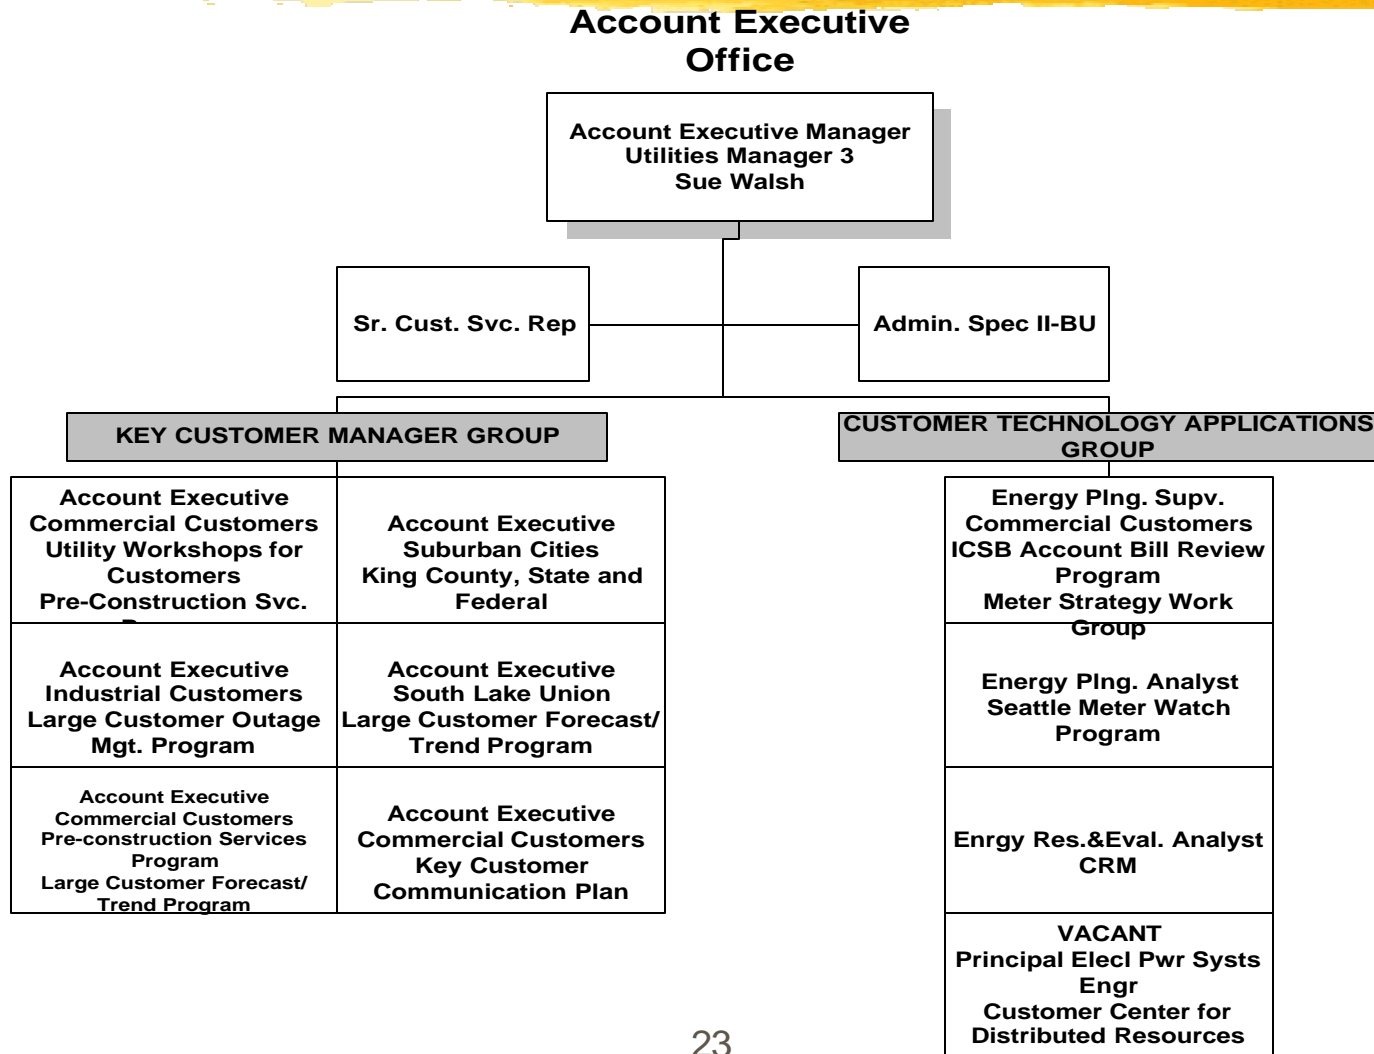 Account Executive
Office
Account Executive Manager
Utilities Manager 3
Sue Walsh
Sr. Cust. Svc. Rep
Admin. Spec II-BU
KEY CUSTOMER MANAGER GROUP
CUSTOMER TECHNOLOGY APPLICATIONS
GROUP
Account Executive
Commercial Customers
Utility Workshops for
Customers
Pre-Construction Svc.
Account Executive
Suburban Cities
King County, State and
Federal
Account Executive
Industrial Customers
Large Customer Outage
Mgt. Program
Account Executive
South Lake Union
Large Customer Forecast/
Trend Program
Account Executive
Commercial Customers
Pre-construction Services
Program
Large Customer Forecast/
Trend Program
Account Executive
Commercial Customers
Key Customer
Communication Plan
Energy Plng. Supv.
Commercial Customers
ICSB Account Bill Review
Program
Meter Strategy Work
Group
Energy Plng. Analyst
Seattle Meter Watch
Program
Enrgy Res.&Eval. Analyst
CRM
VACANT
Principal Elecl Pwr Systs
Engr
Customer Center for
Distributed Resources
23